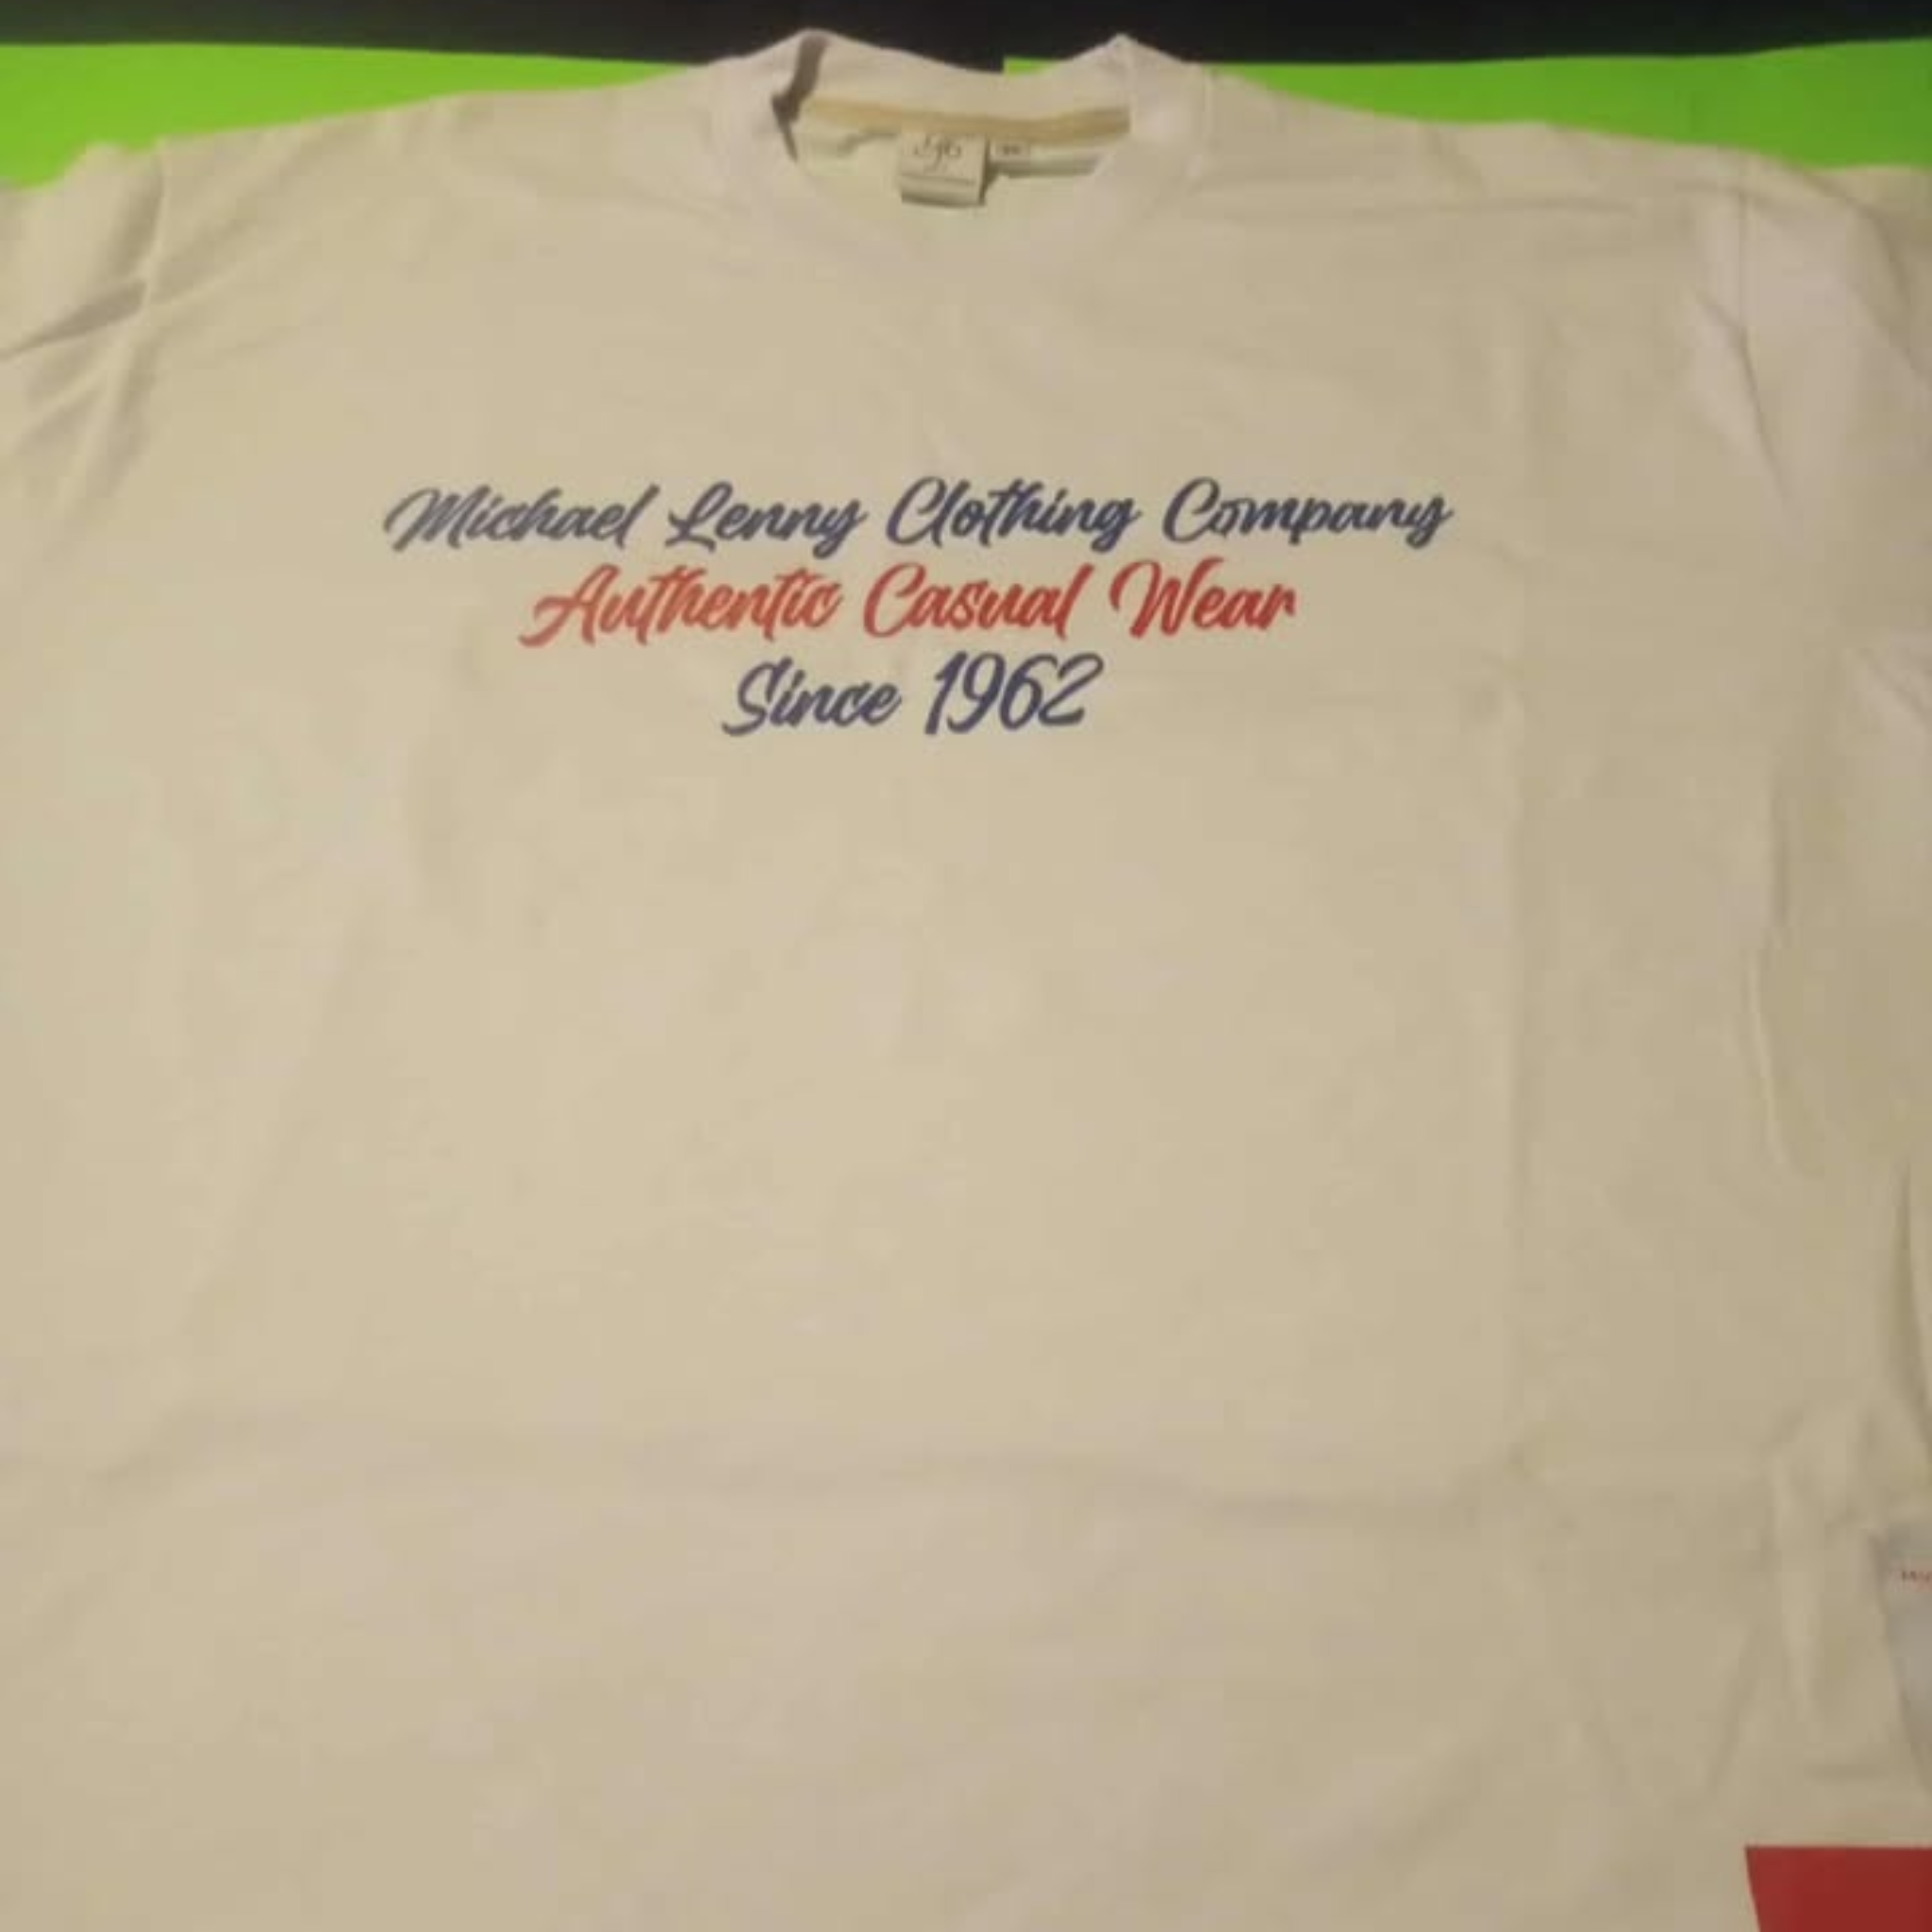 Michael Lenny Clothing Company
Authentic Casual Wear
Since 1962